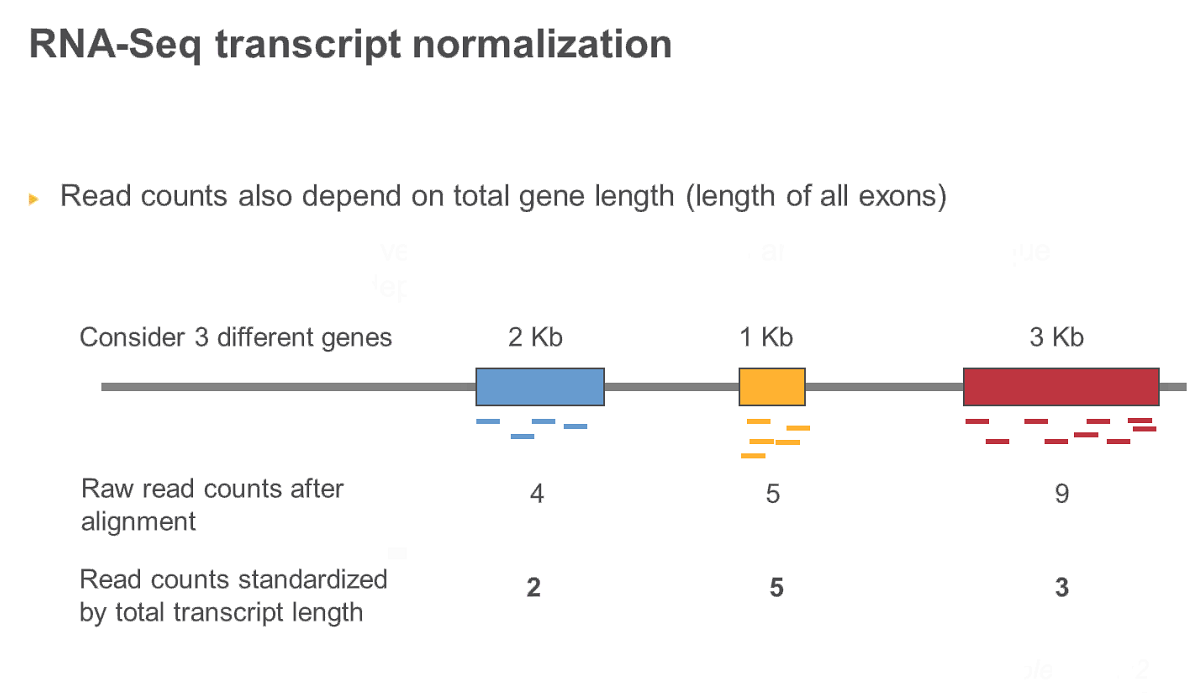 RNA-Seq transcript normalization
Read counts also depend on total gene length (length of all exons)
Consider 3 different genes 2 Kb 1 Kb 3 Kb
Raw read counts after
alignment 4 5 9
Read counts standardized
by total transcript length 2 5 3